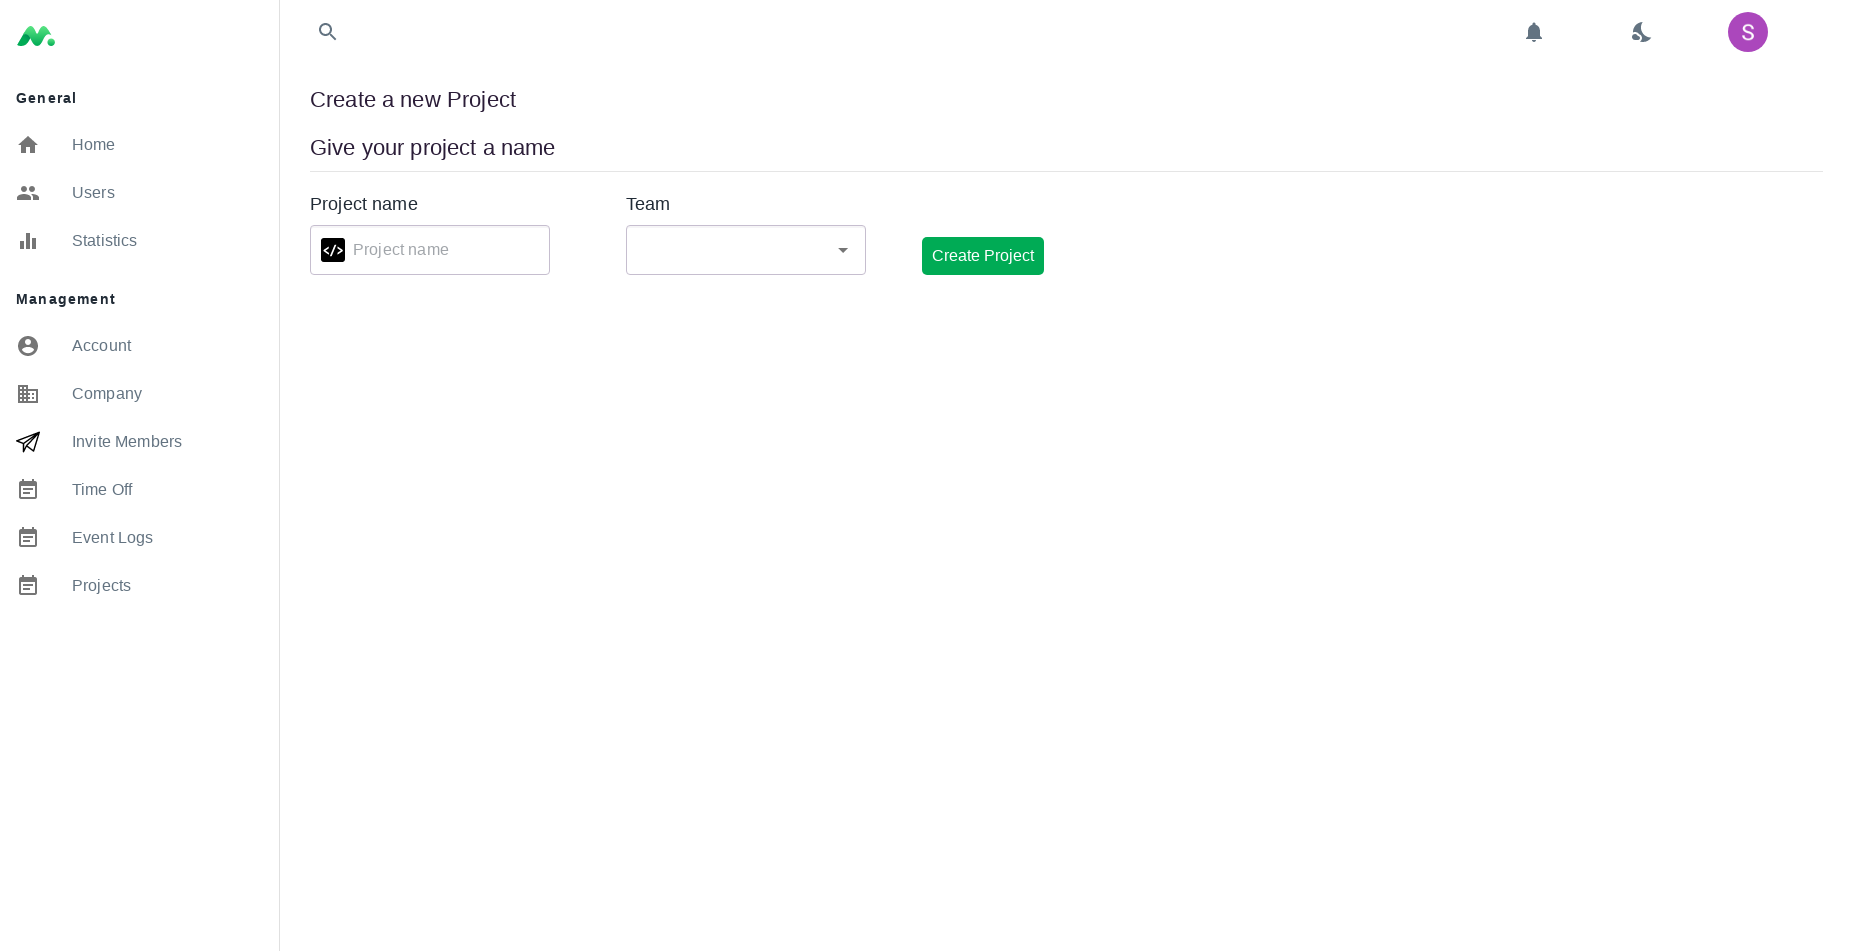 General
Home
Users
Statistics
Management
Account
Company
Invite Members
Time Off
Event Logs
Projects
S
Create a new Project
Give your project a name
Project name
Team
Project name
Create Project